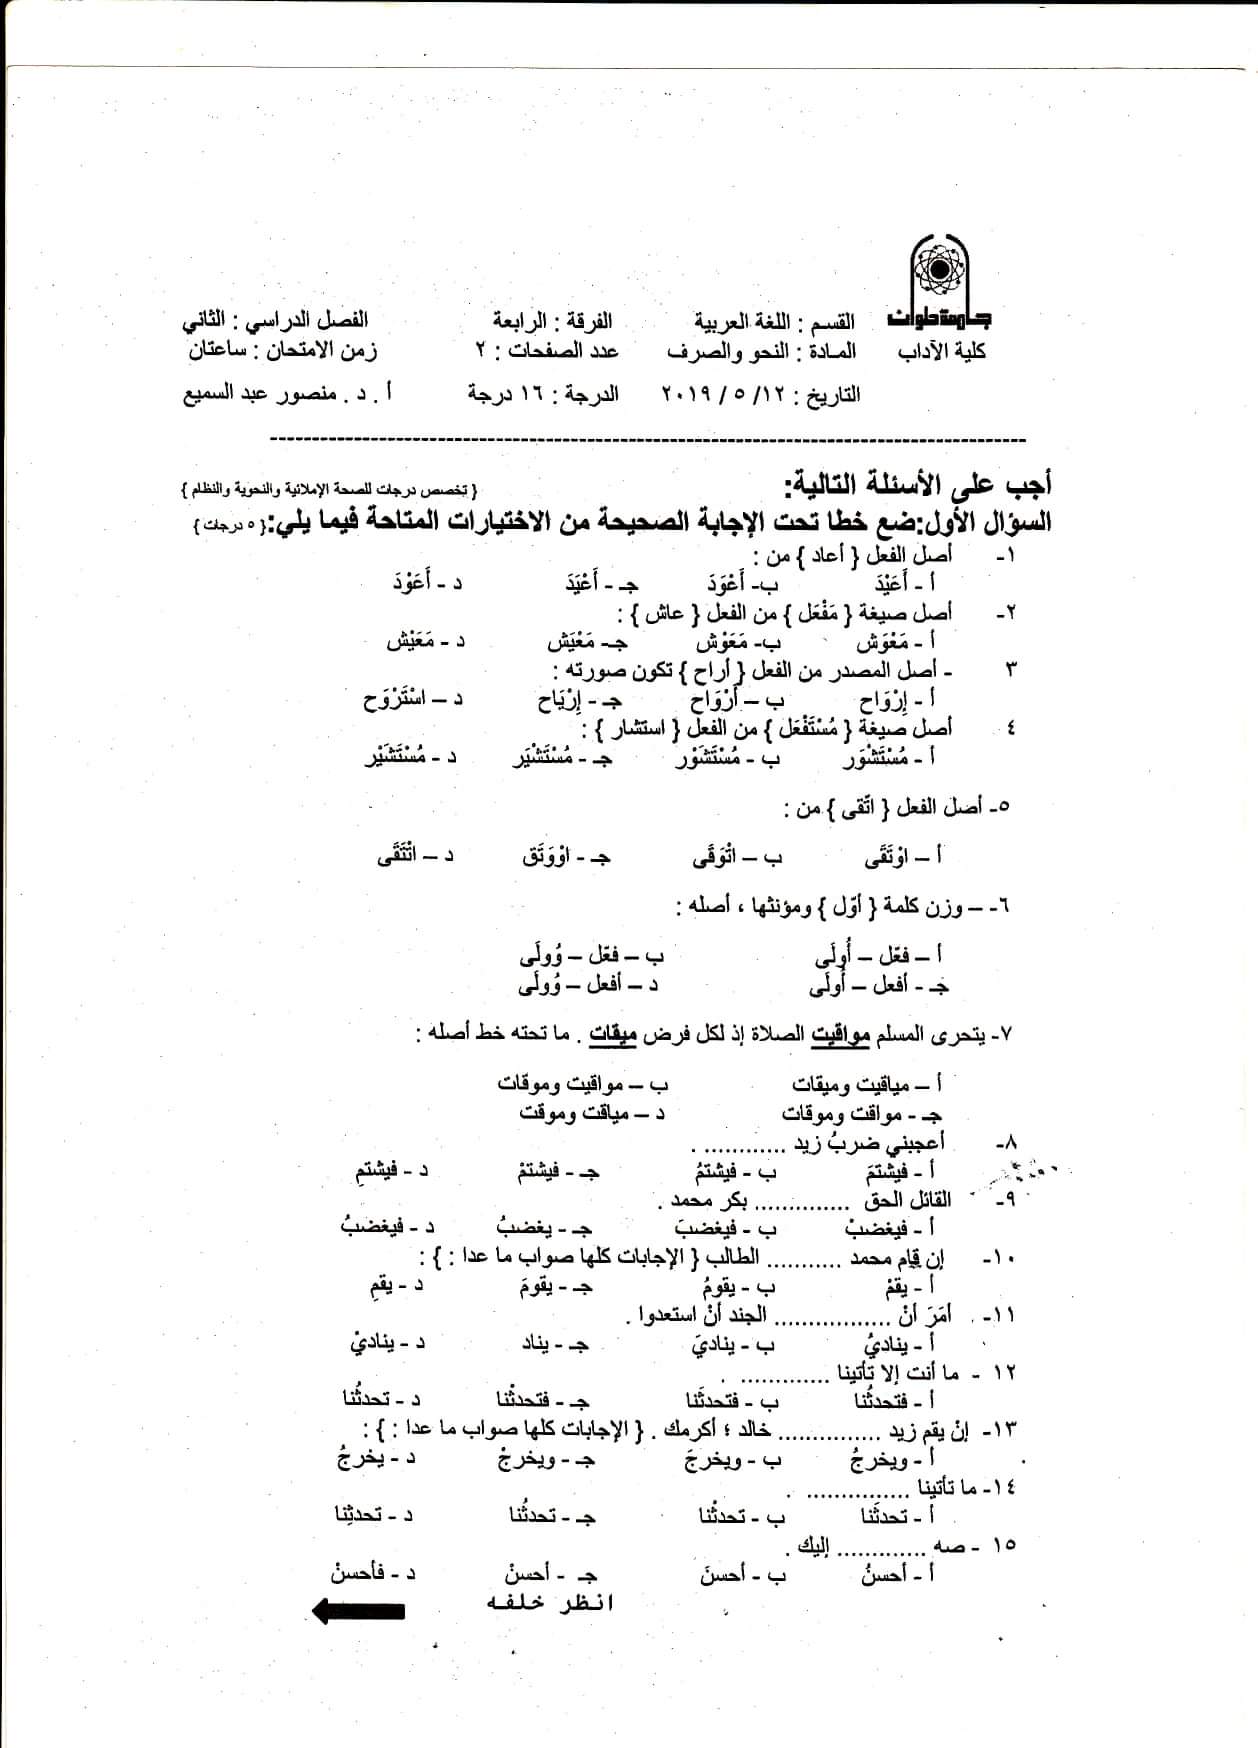 جامعة حلوان
كلية الآداب
القسم : اللغة العربية الفرقة : الرابعة الفصل الدراسي : الثاني
المادة : النحو والصرف عدد الصفحات : ٢ زمن الامتحان : ساعتان
التاريخ : ١٢/ ٥ / ٢٠١٩ الدرجة : ١٦ درجة أ . د . منصور عبد السميع
أجب على الأسئلة التالية: { تخصص درجات للصحة الإملائية والنحوية والنظام }
السؤال الأول:ضع خطا تحت الإجابة الصحيحة من الاختيارات المتاحة فيما يلي:{ ٥ درجات }
١- أصل الفعل { أعاد } من :
أ - أَعَيْدَ ب- أَعْوَدَ جـ - أَعْيَدَ د - أَعَوْدَ
٢- أصل صيغة { مَفْعَل } من الفعل { عاش } :
أ - مَعْوَش ب- مَعَوْش جـ- مَعْيَش د - مَعَيْش
٣ - أصل المصدر من الفعل { أراح } تكون صورته :
أ - إِرْوَاح ب – أَرْوَاح جـ - إِرْيَاح د – اسْتَرْوَح
٤ أصل صيغة { مُسْتَفْعَل } من الفعل { استشار } :
أ - مُسْتَشْوَر ب - مُسْتَشَوْر جـ - مُسْتَشْيَر د - مُسْتَشَيْر
٥- أصل الفعل { اتَّقى } من :
أ – اوْتَقَى ب – اتْوَقَى جـ - اوْوَتَق د – اتْتَقَى
٦- – وزن كلمة { أوّل } ومؤنثها ، أصله :
أ – فعّل – أُولَى ب – فعّل – وُولَى
جـ - أفعل – أُولَى د – أفعل – وُولَى
٧- يتحرى المسلم مواقيت الصلاة إذ لكل فرض ميقات . ما تحته خط أصله :
أ – مياقيت وميقات ب – مواقيت وموقات
جـ - مواقت وموقات د – مياقت وموقت
٨- أعجبني ضربُ زيد ............ .
أ - فيشتمَ ب - فيشتمُ جـ - فيشتمْ د - فيشتمِ
٩- القائل الحق .............. بكر محمد .
أ - فيغضبْ ب - فيغضبَ جـ - يغضبُ د - فيغضبُ
١٠- إن قام محمد ........... الطالب { الإجابات كلها صواب ما عدا : } :
أ - يقمْ ب - يقومُ جـ - يقومَ د - يقمِ
١١- أمَرَ أنْ ................. الجند أنْ استعدوا .
أ - يناديُ ب - يناديَ جـ - يناد د - يناديْ
١٢ - ما أنت إلا تأتينا ............. .
أ - فتحدثُنا ب - فتحدثَنا جـ - فتحدثْنا د - تحدثُنا
١٣- إنْ يقم زيد ............... خالد ؛ أكرمك . { الإجابات كلها صواب ما عدا : } :
أ - ويخرجُ ب - ويخرجَ جـ - ويخرجْ د - يخرجُ
١٤- ما تأتينا ............... .
أ - تحدثَنا ب - تحدثْنا جـ - تحدثُنا د - تحدثِنا
١٥ - صه ............. إليك .
أ - أحسنُ ب - أحسنَ جـ - أحسنْ د - فأحسنْ
انظر خلفه